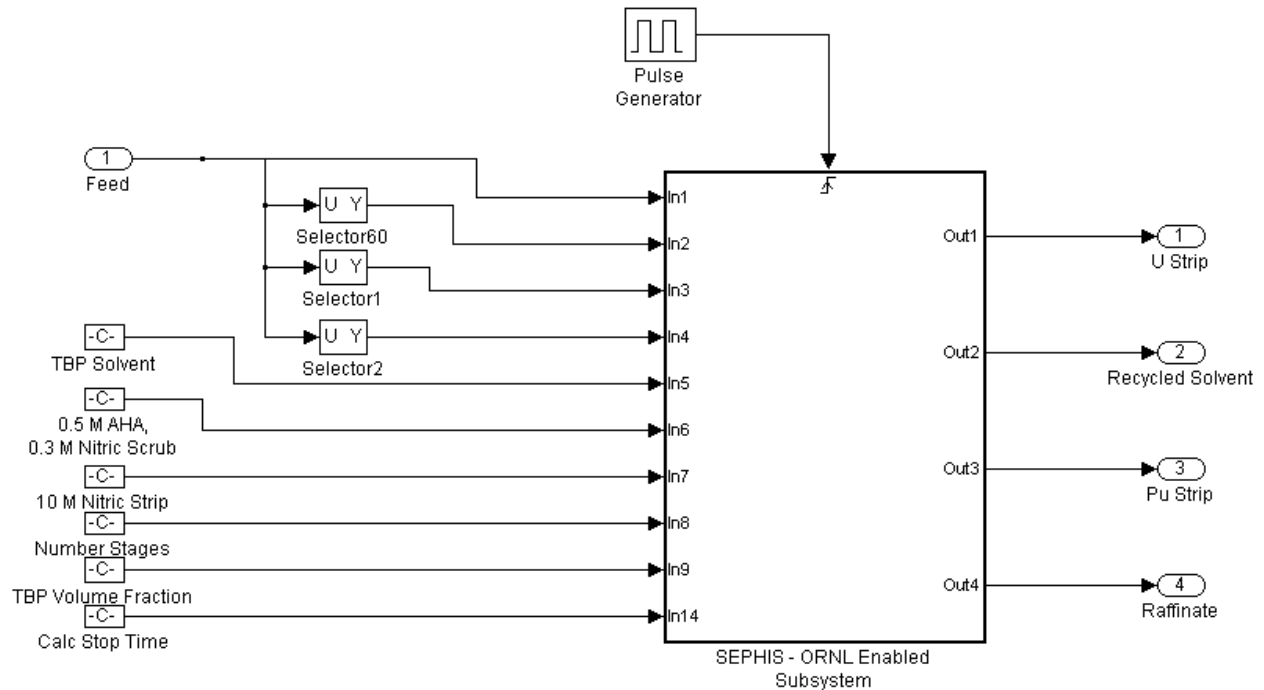 Pulse
Generator
1
Feed
U Y
Selector60
U Y
Selector1
U Y
Selector2
-C-
TBP Solvent
-C-
0.5 M AHA,
0.3 M Nitric Scrub
-C-
10 M Nitric Strip
-C-
Number Stages
-C-
TBP Volume Fraction
-C-
Calc Stop Time
In1
In2
In3
In4
In5
In6
In7
In8
In9
In14
Out1
Out2
Out3
Out4
SEPHIS - ORNL Enabled
Subsystem
1
U Strip
2
Recycled Solvent
3
Pu Strip
4
Raffinate